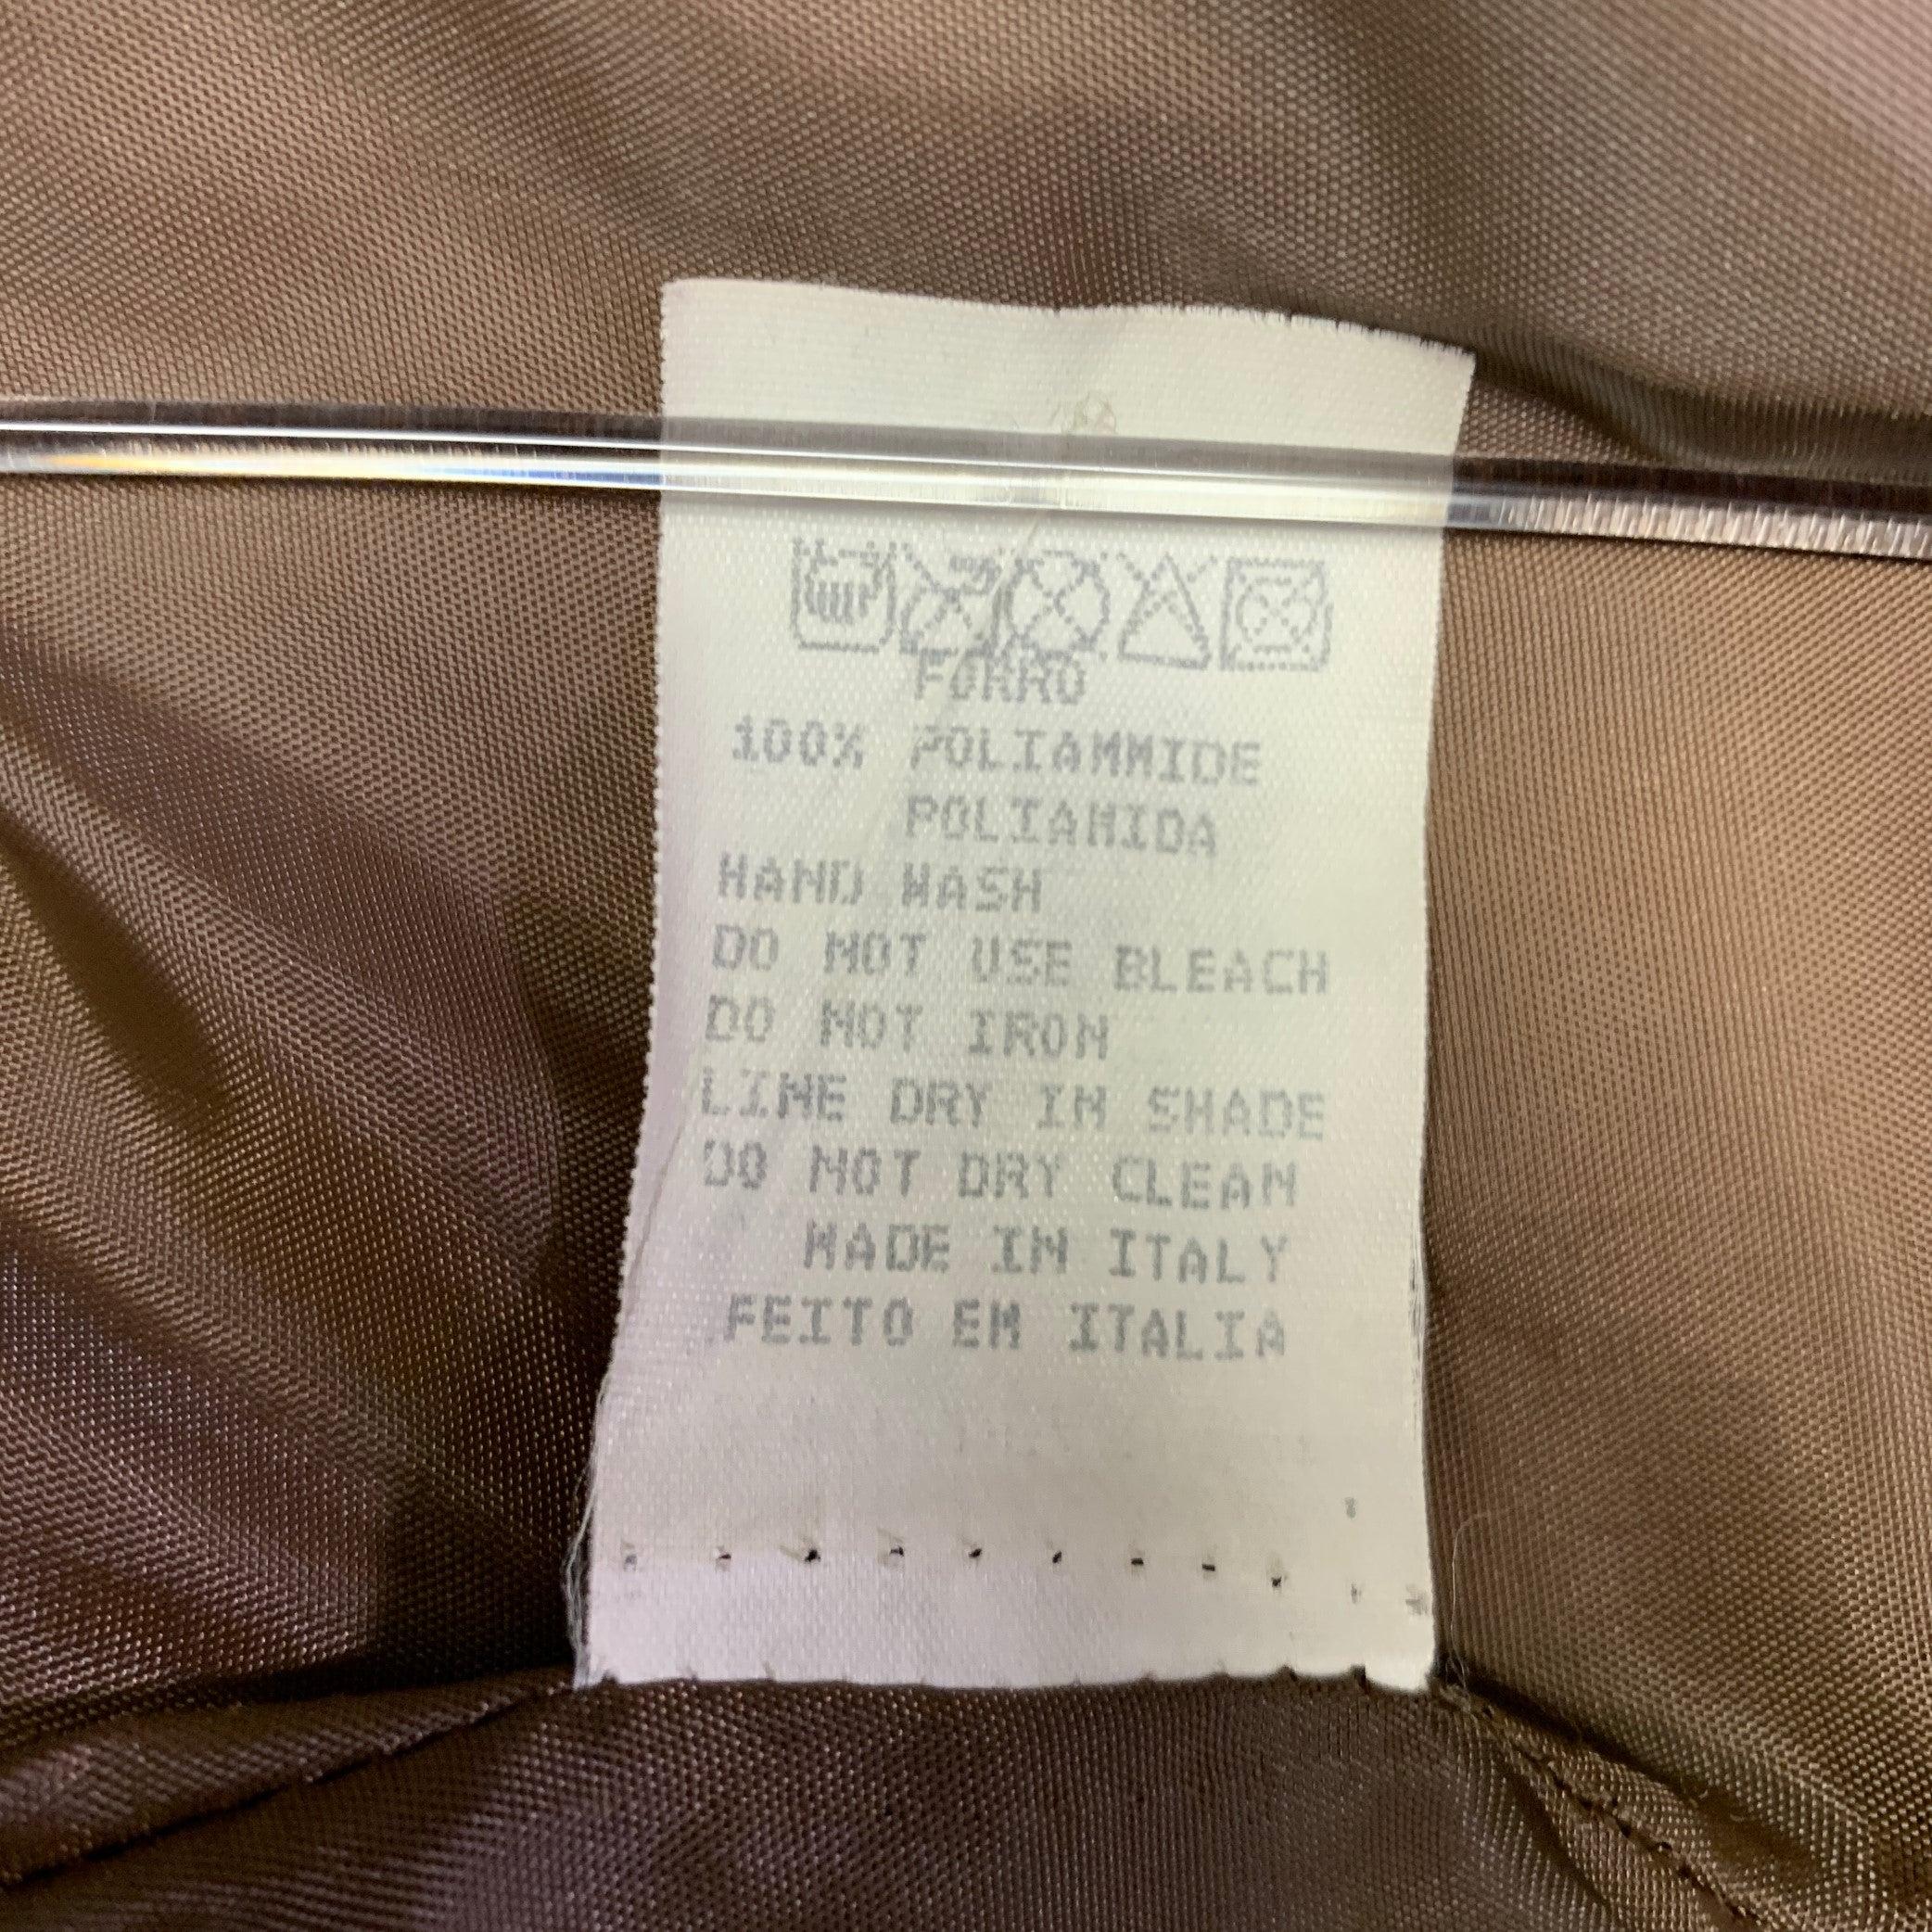 FORRO
100% POLIAMMIDE
POLIAMIDA
HAND WASH
DO NOT USE BLEACH
DO NOT IRON
LINE DRY IN SHADE
DO NOT DRY CLEAN
MADE IN ITALY
FEITO EM ITALIA